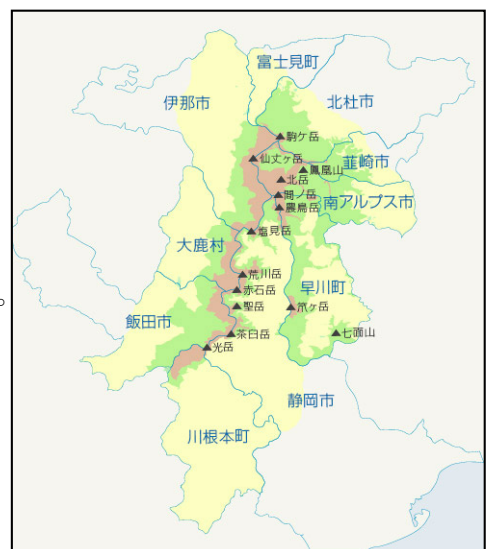 富士見町
伊那市
北杜市
駒ケ岳
韮崎市
仙丈ヶ岳
鳳凰山
北岳
間ノ岳
南アルプス市
農鳥岳
塩見岳
大鹿村
荒川岳
早川町
赤石岳
聖岳
笊ヶ岳
飯田市
茶臼岳
七面山
光岳
静岡市
川根本町
。